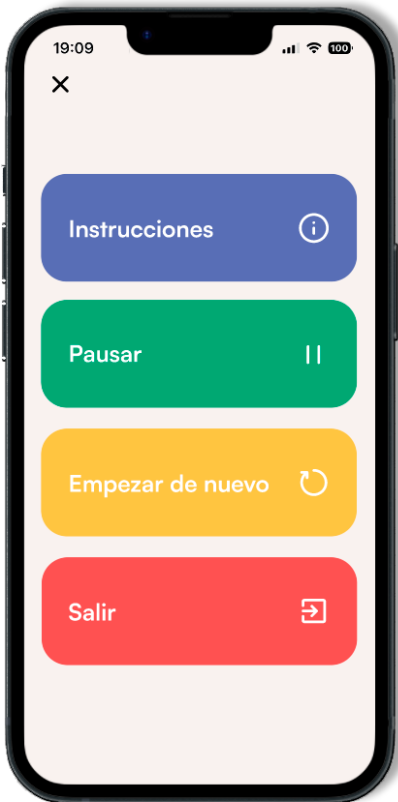 19:09
100
Instrucciones
Pausar
Empezar de nuevo
Salir